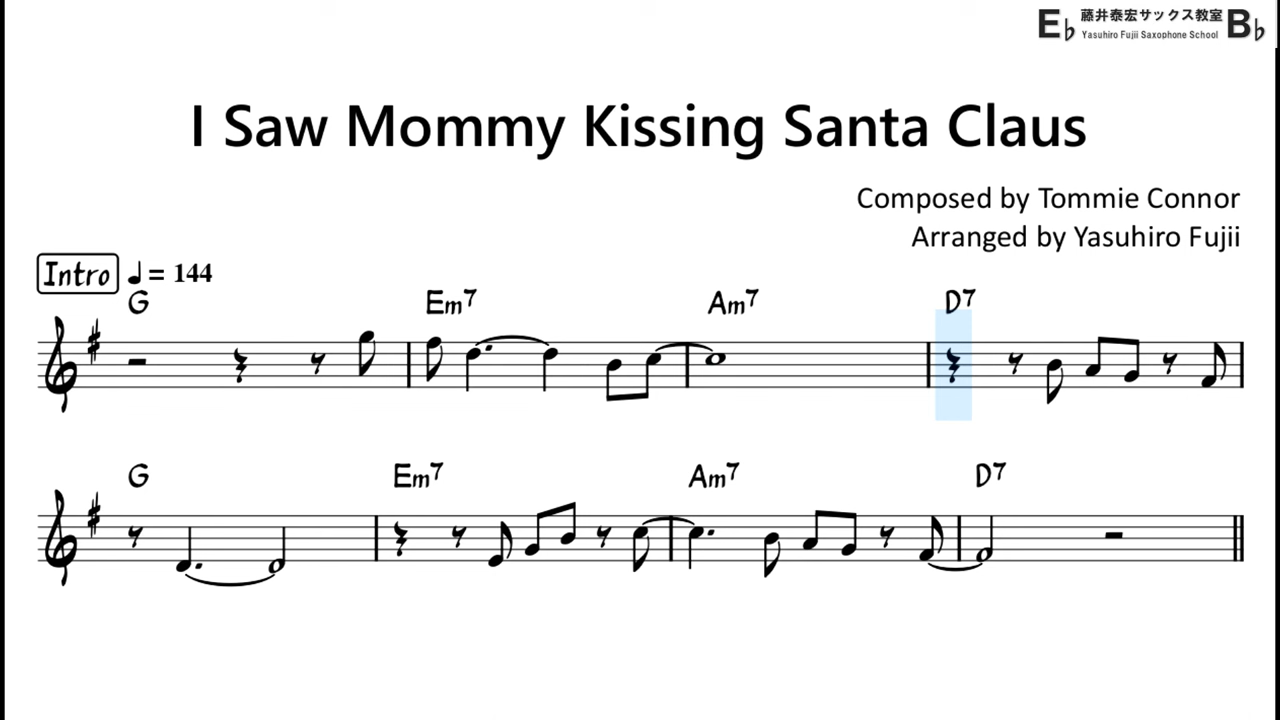 E♭ 藤井泰宏サックス教室 B♭
Yasuhiro Fujii Saxophone School
I Saw Mommy Kissing Santa Claus
Composed by Tommie Connor
Arranged by Yasuhiro Fujii
Intro ♩= 144
G Em7 Am7 D7
G Em7 Am7 D7